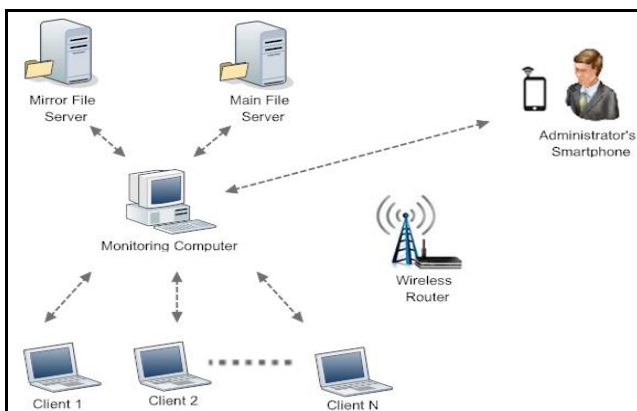 Mirror File
Server
Main File
Server
Administrator's
Smartphone
Monitoring Computer
Wireless
Router
Client 1
Client 2
Client N